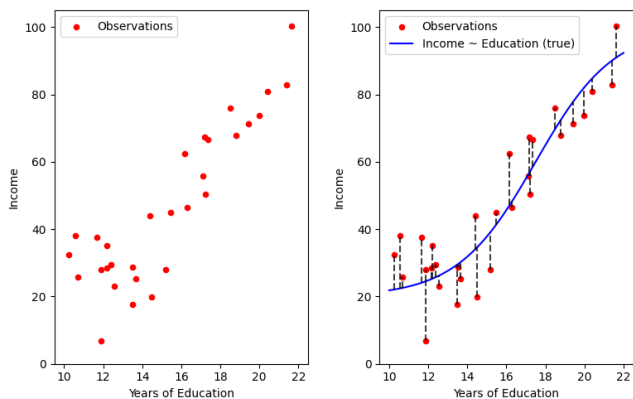 Observations
100
80
60
40
20
0
Income
10 12 14 16 18 20 22
Years of Education
Observations
Income ~ Education (true)
100
80
60
40
20
0
Income
10 12 14 16 18 20 22
Years of Education